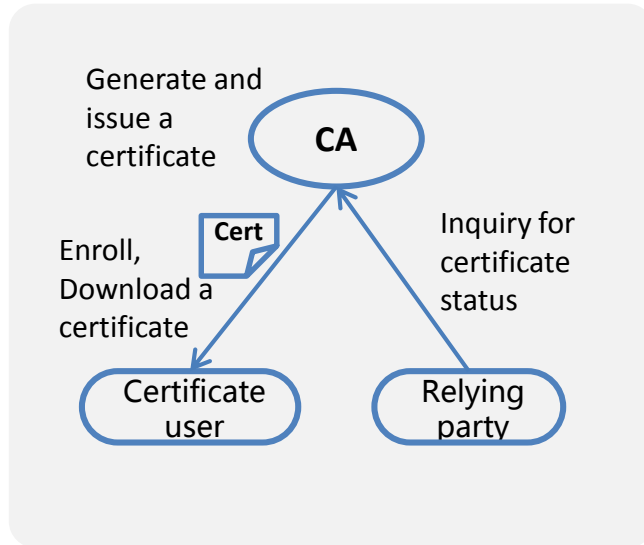 Generate and
issue a
certificate
CA
Cert
Inquiry for
certificate
status
Enroll,
Download a
certificate
Certificate
user
Relying
party